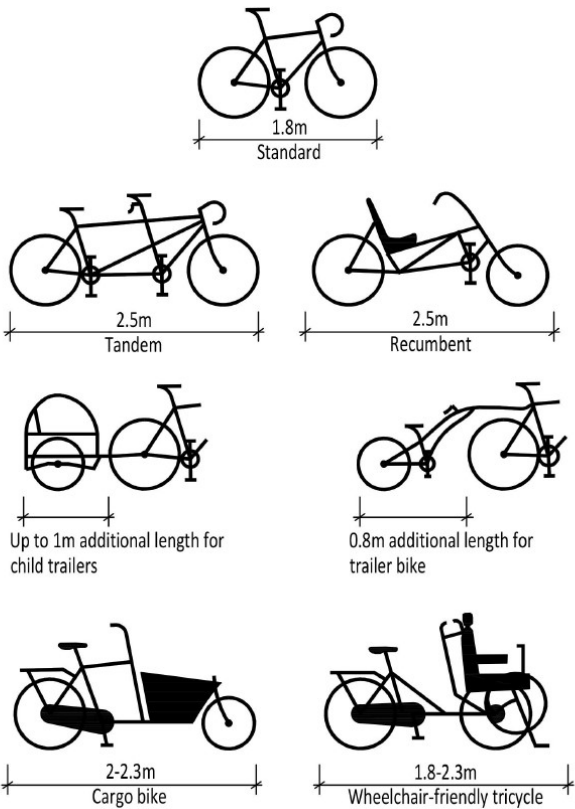 1.8m
Standard
2.5m
Tandem
2.5m
Recumbent
Up to 1m additional length for
child trailers
0.8m additional length for
trailer bike
2-2.3m
Cargo bike
1.8-2.3m
Wheelchair-friendly tricycle